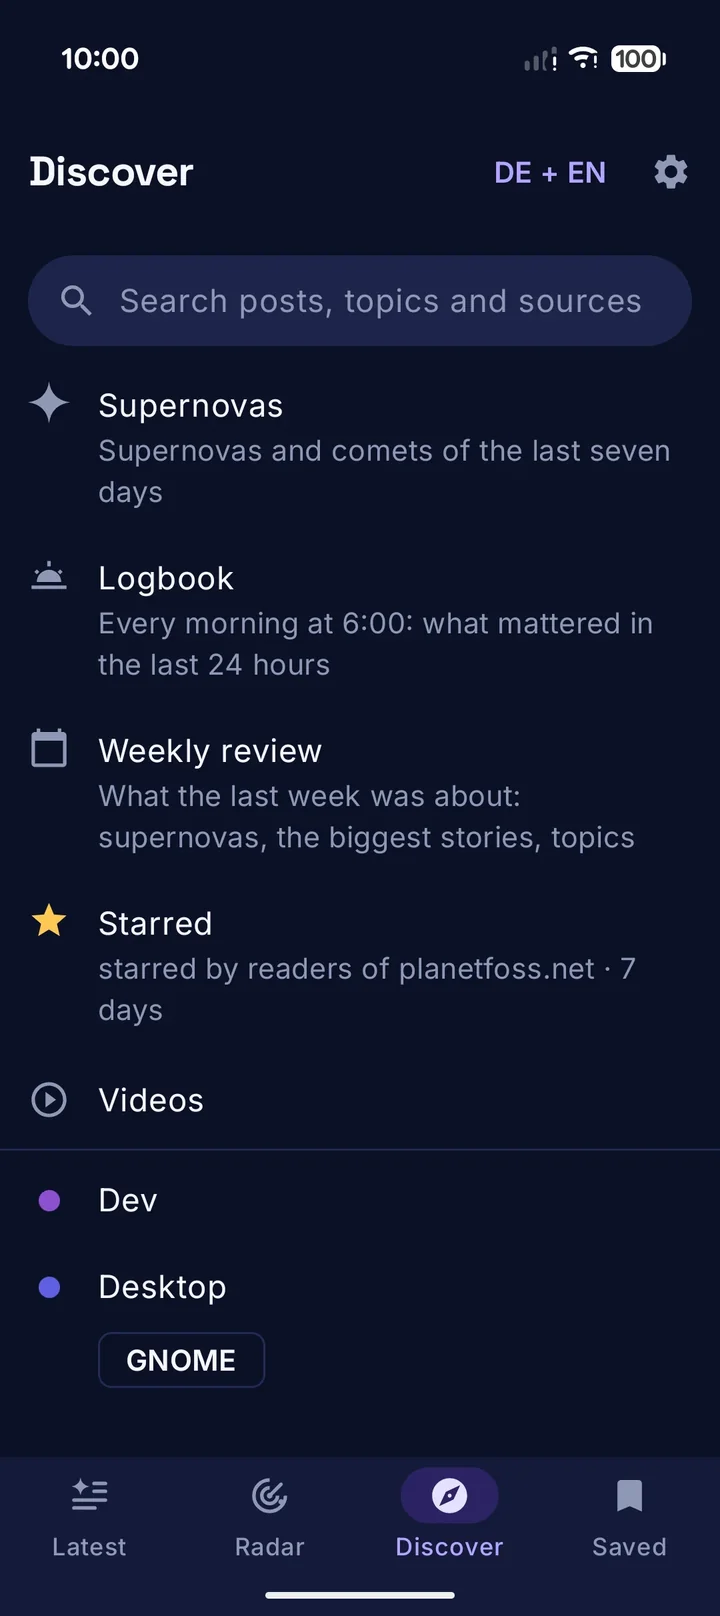 10:00
100
Discover
DE + EN
Search posts, topics and sources
Supernovas
Supernovas and comets of the last seven
days
Logbook
Every morning at 6:00: what mattered in
the last 24 hours
Weekly review
What the last week was about:
supernovas, the biggest stories, topics
Starred
starred by readers of planetfoss.net · 7
days
Videos
Dev
Desktop
GNOME
Latest
Radar
Discover
Saved